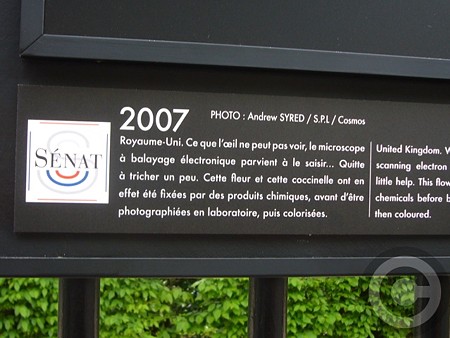 SÉNAT
2007 PHOTO : Andrew SYRED / S.P.L / Cosmos
Royaume-Uni. Ce que l'œil ne peut pas voir, le microscope
à balayage électronique parvient à le saisir... Quitte
à tricher un peu. Cette fleur et cette coccinelle ont en
effet été fixées par des produits chimiques, avant d'être
photographiées en laboratoire, puis colorisées.
United Kingdom. W
scanning electron
little help. This flow
chemicals before b
then coloured.